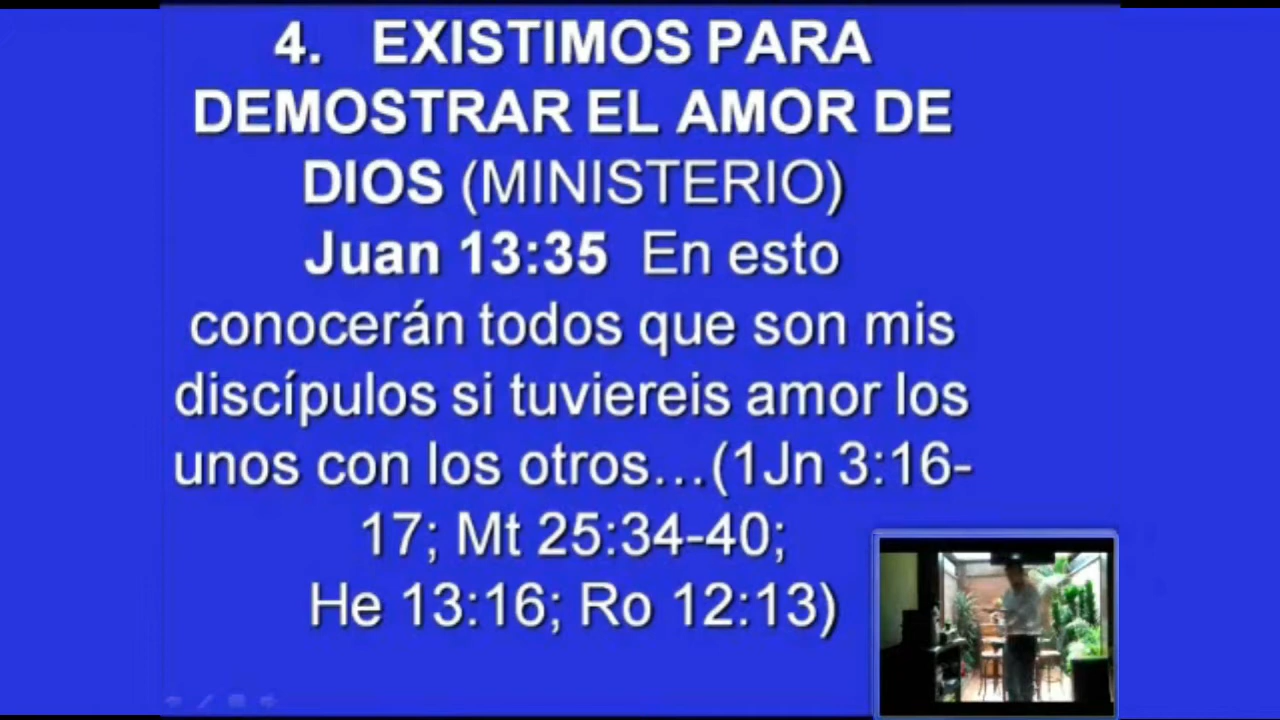 4. EXISTIMOS PARA
DEMOSTRAR EL AMOR DE
DIOS (MINISTERIO)
Juan 13:35 En esto
conocerán todos que son mis
discípulos si tuviereis amor los
unos con los otros…(1Jn 3:16-
17; Mt 25:34-40;
He 13:16; Ro 12:13)